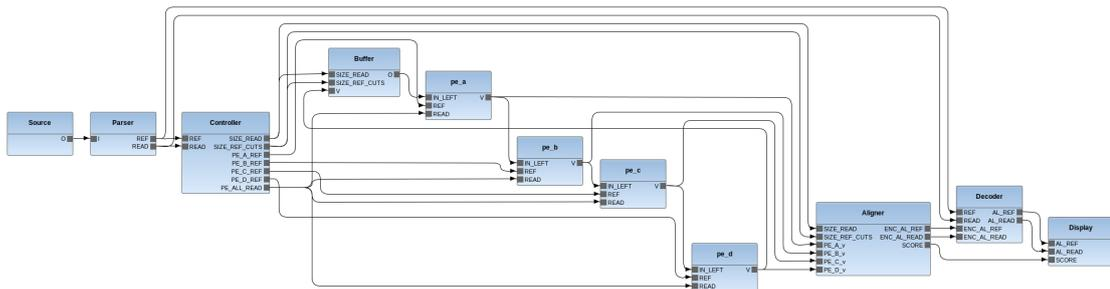 Source
O
Parser
I
REF
READ
Controller
REF SIZE_READ
READ SIZE_REF_CUTS
PE_A_REF
PE_B_REF
PE_C_REF
PE_D_REF
PE_ALL_READ
Buffer
SIZE_READ O
SIZE_REF_CUTS
V
pe_a
IN_LEFT V
REF
READ
pe_b
IN_LEFT V
REF
READ
pe_c
IN_LEFT V
REF
READ
pe_d
IN_LEFT V
REF
READ
Aligner
SIZE_READ ENC_AL_REF
SIZE_REF_CUTS ENC_AL_READ
PE_A_v SCORE
PE_B_v
PE_C_v
PE_D_v
Decoder
REF AL_REF
READ AL_READ
ENC_AL_REF
ENC_AL_READ
Display
AL_REF
AL_READ
SCORE